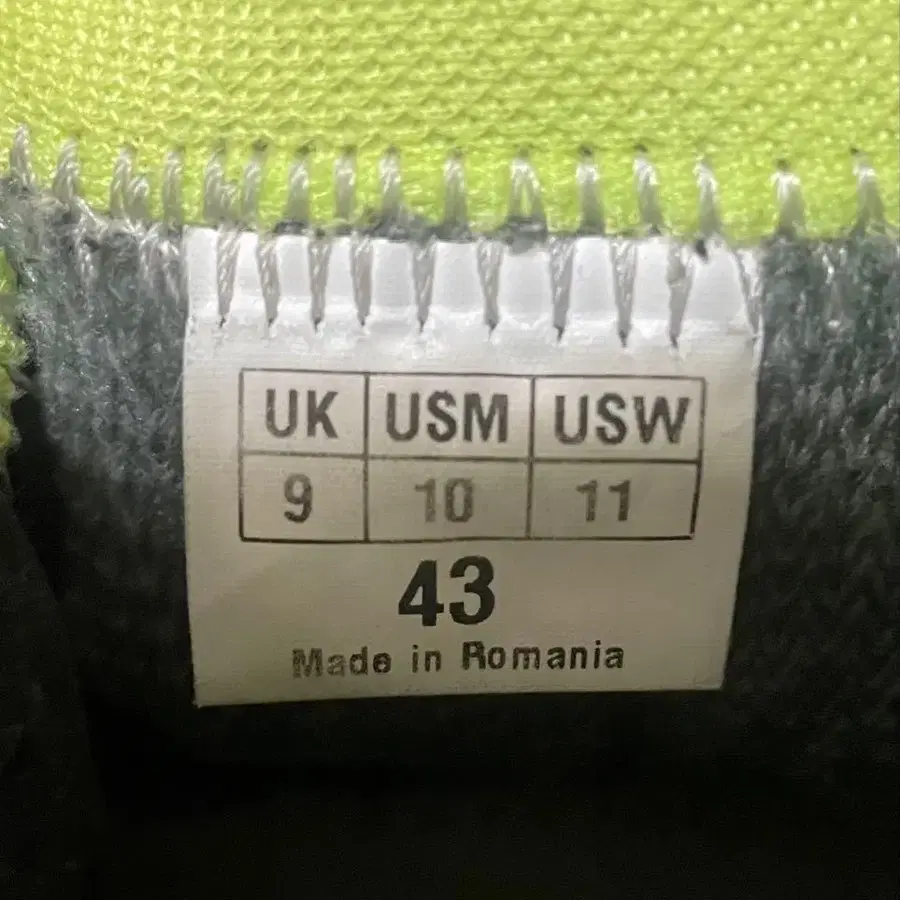 UK USM USW
9 10 11
43
Made in Romania